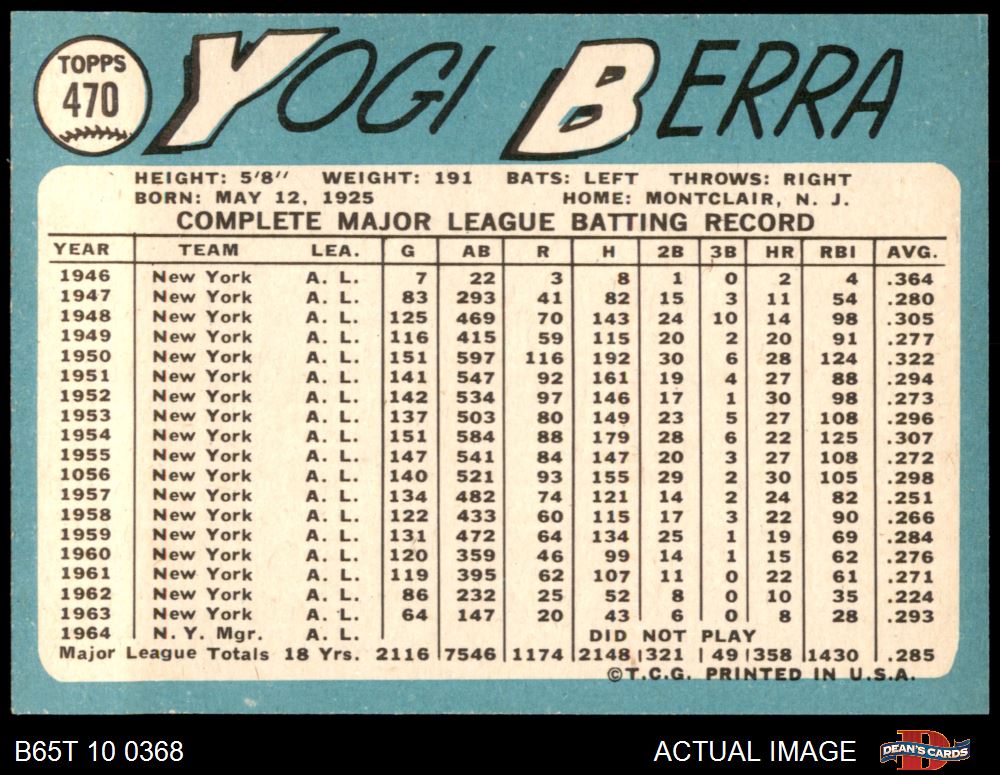 TOPPS
470
YOGI BERRA
HEIGHT: 5'8" WEIGHT: 191 BATS: LEFT THROWS: RIGHT
BORN: MAY 12, 1925 HOME: MONTCLAIR, N. J.
COMPLETE MAJOR LEAGUE BATTING RECORD
YEAR TEAM LEA. G AB R H 2B 3B HR RBI AVG.
1946 New York A. L. 7 22 3 8 1 0 2 4 .364
1947 New York A. L. 83 293 41 82 15 3 11 54 .280
1948 New York A. L. 125 469 70 143 24 10 14 98 .305
1949 New York A. L. 116 415 59 115 20 2 20 91 .277
1950 New York A. L. 151 597 116 192 30 6 28 124 .322
1951 New York A. L. 141 547 92 161 19 4 27 88 .294
1952 New York A. L. 142 534 97 146 17 1 30 98 .273
1953 New York A. L. 137 503 80 149 23 5 27 108 .296
1954 New York A. L. 151 584 88 179 28 6 22 125 .307
1955 New York A. L. 147 541 84 147 20 3 27 108 .272
1056 New York A. L. 140 521 93 155 29 2 30 105 .298
1957 New York A. L. 134 482 74 121 14 2 24 82 .251
1958 New York A. L. 122 433 60 115 17 3 22 90 .266
1959 New York A. L. 131 472 64 134 25 1 19 69 .284
1960 New York A. L. 120 359 46 99 14 1 15 62 .276
1961 New York A. L. 119 395 62 107 11 0 22 61 .271
1962 New York A. L. 86 232 25 52 8 0 10 35 .224
1963 New York A. L. 64 147 20 43 6 0 8 28 .293
1964 N. Y. Mgr. A. L. DID NOT PLAY
Major League Totals 18 Yrs. 2116 7546 1174 2148 321 49 358 1430 .285
©T.C.G. PRINTED IN U.S.A.
B65T 10 0368 ACTUAL IMAGE DEAN'S CARDS